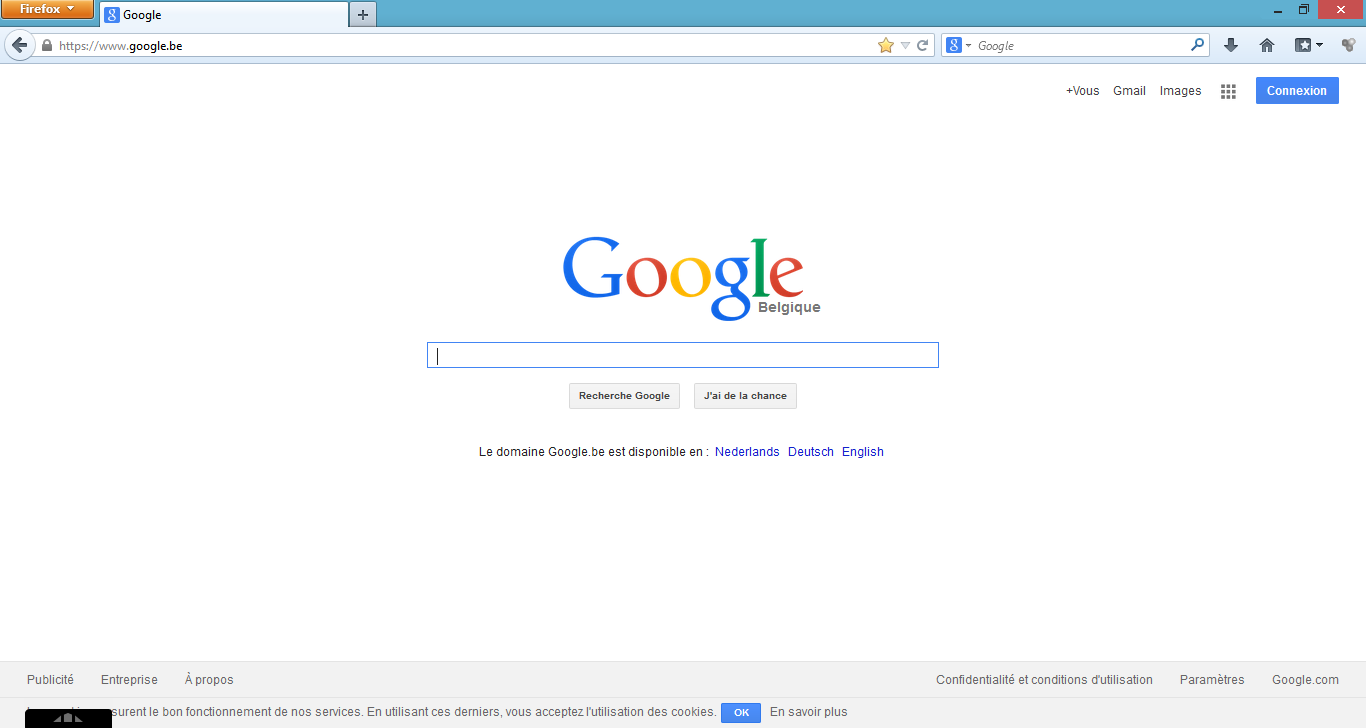 Firefox
Google
https://www.google.be
Google
+Vous Gmail Images Connexion
Google
Belgique
Recherche Google J'ai de la chance
Le domaine Google.be est disponible en : Nederlands Deutsch English
Publicité Entreprise À propos Confidentialité et conditions d'utilisation Paramètres Google.com
le bon fonctionnement de nos services. En utilisant ces derniers, vous acceptez l'utilisation des cookies. OK En savoir plus